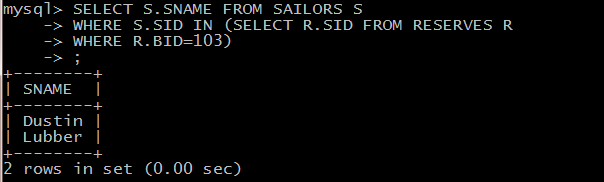 mysql> SELECT S.SNAME FROM SAILORS S
    -> WHERE S.SID IN (SELECT R.SID FROM RESERVES R
    -> WHERE R.BID=103)
    -> ;
+--------+
| SNAME  |
+--------+
| Dustin |
| Lubber |
+--------+
2 rows in set (0.00 sec)